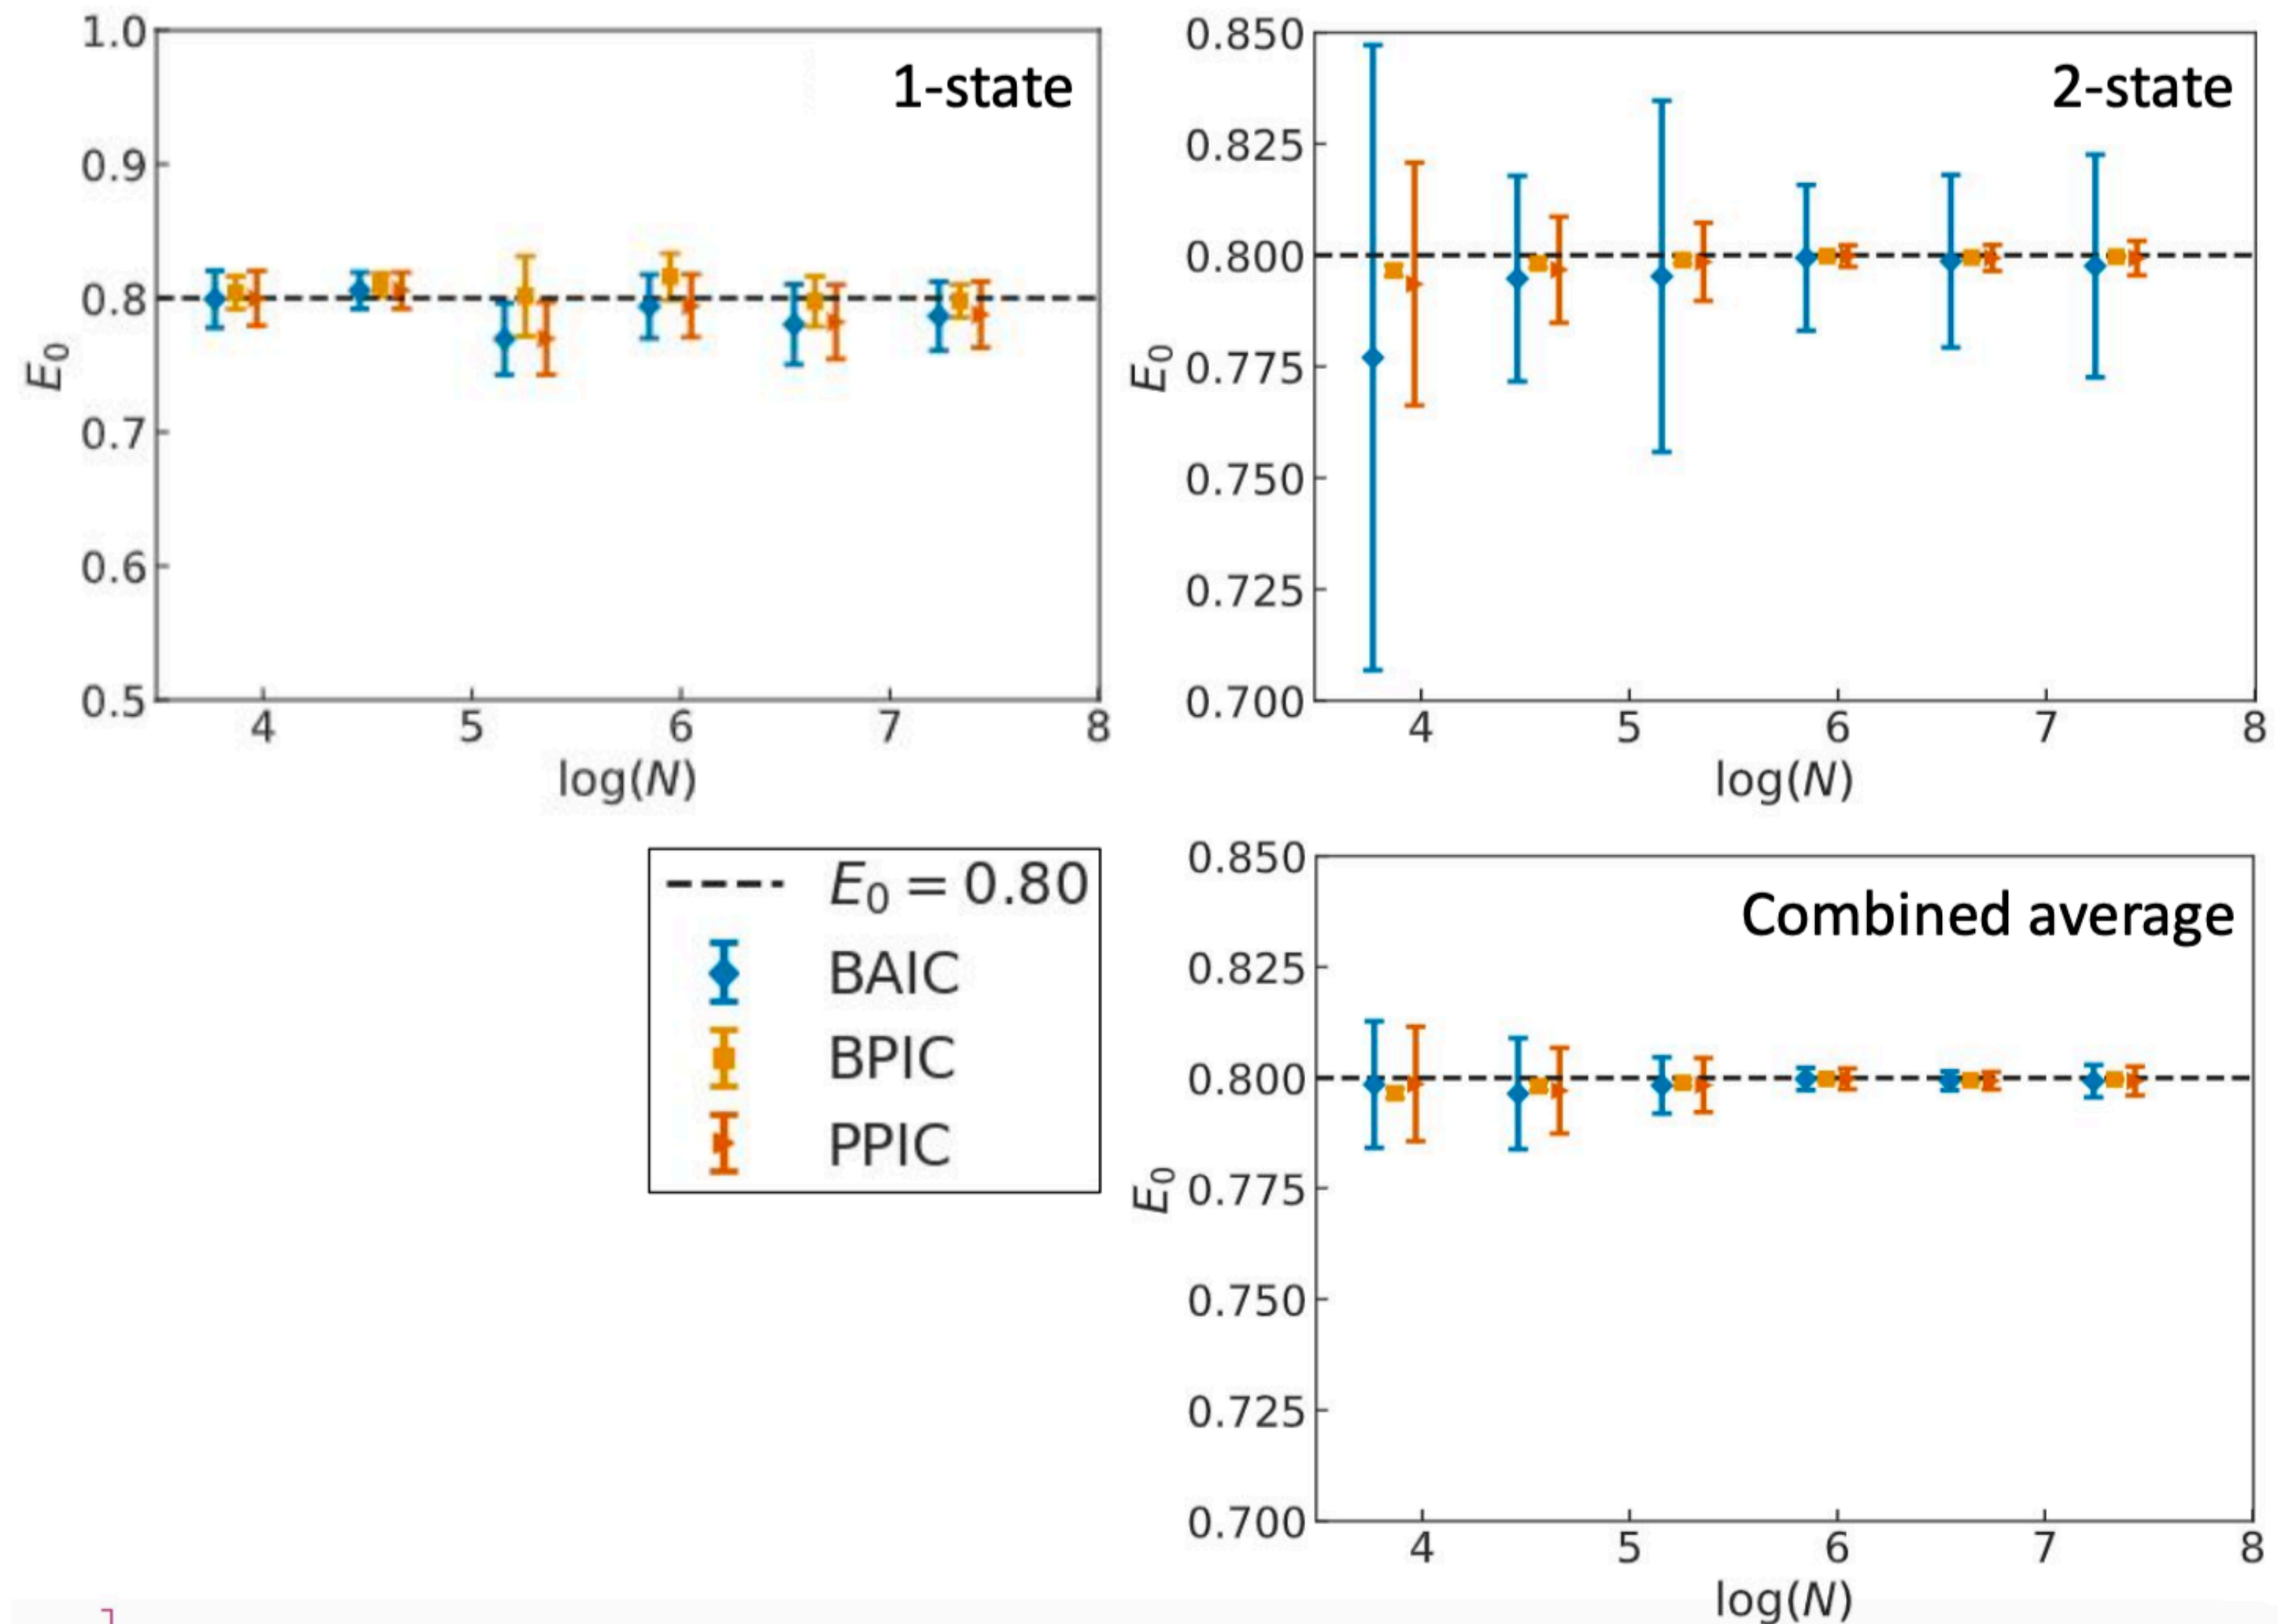 1-state
1.0
0.9
0.8
0.7
0.6
0.5
E₀
4 5 6 7 8
log(N)
2-state
0.850
0.825
0.800
0.775
0.750
0.725
0.700
E₀
4 5 6 7 8
log(N)
E₀ = 0.80
BAIC
BPIC
PPIC
Combined average
0.850
0.825
0.800
0.775
0.750
0.725
0.700
E₀
4 5 6 7 8
log(N)